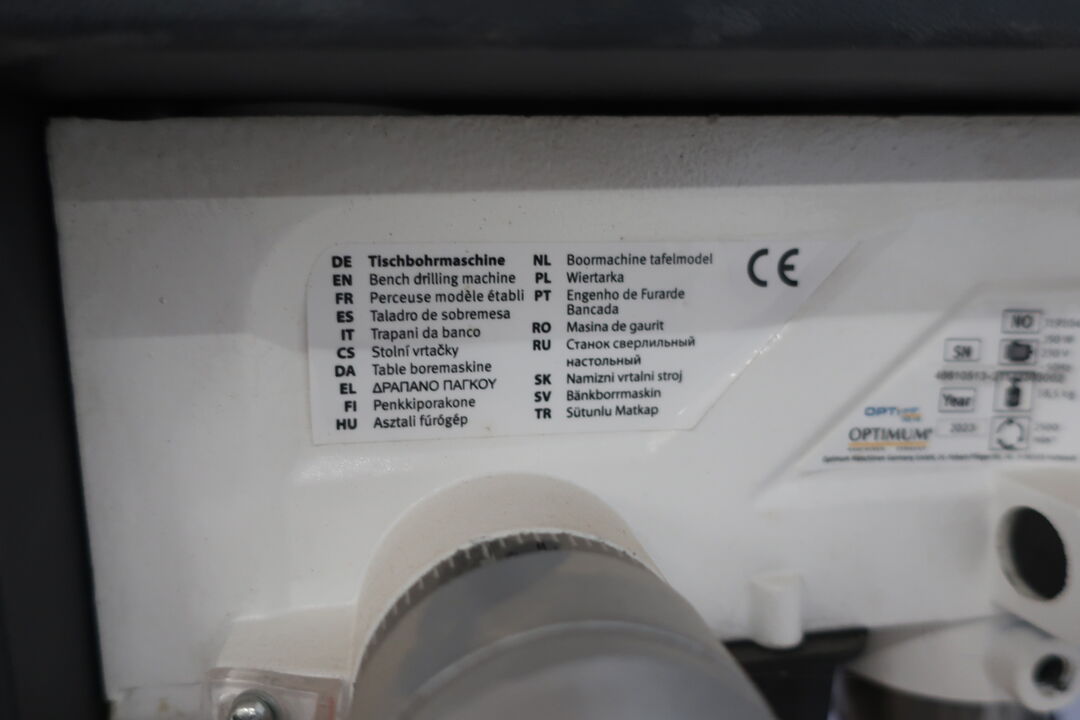 DE Tischbohrmaschine
EN Bench drilling machine
FR Perceuse modèle établi
ES Taladro de sobremesa
IT Trapani da banco
CS Stolní vrtačky
DA Table boremaskine
EL ΔΡΑΠΑΝΟ ΠΑΓΚΟΥ
FI Penkkiporakone
HU Asztali fúrógép
NL Boormachine tafelmodel
PL Wiertarka
PT Engenho de Furarde
Bancada
RO Masina de gaurit
RU Станок сверлильный
настольный
SK Namizni vrtalni stroj
SV Bänkborrmaskin
TR Sütunlu Matkap
CE
NO
SN
Year
2023
OPTIMUM